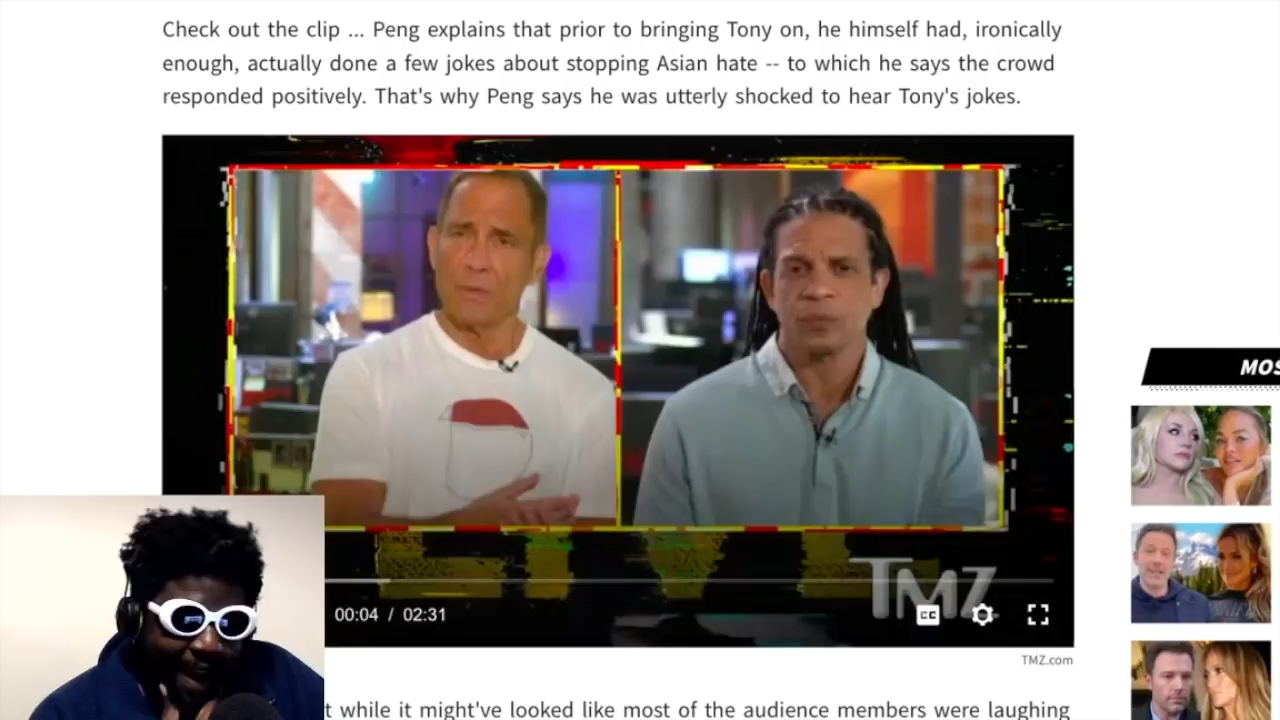 Check out the clip ... Peng explains that prior to bringing Tony on, he himself had, ironically
enough, actually done a few jokes about stopping Asian hate -- to which he says the crowd
responded positively. That's why Peng says he was utterly shocked to hear Tony's jokes.
MOS
TMZ
00:04 / 02:31
CC
TMZ.com
t while it might've looked like most of the audience members were laughing